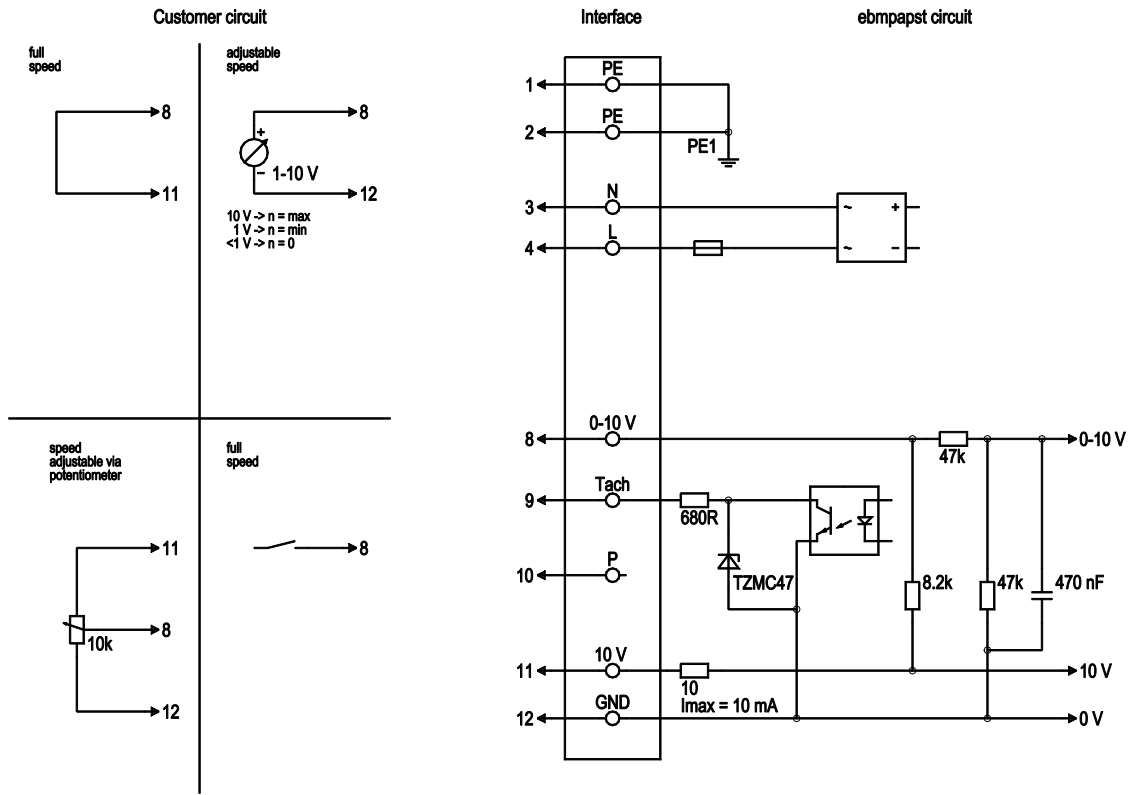 Customer circuit
Interface
ebmpapst circuit
full
speed
8
11
adjustable
speed
8
+
–
1-10 V
12
10 V -> n = max
1 V -> n = min
<1 V -> n = 0
speed
adjustable via
potentiometer
11
8
10k
12
full
speed
8
1
PE
2
PE
PE1
3
N
4
L
~
+
~
–
8
0-10 V
0-10 V
47k
9
Tach
680R
TZMC47
10
P
8.2k
47k
470 nF
11
10 V
10
Imax = 10 mA
10 V
12
GND
0 V